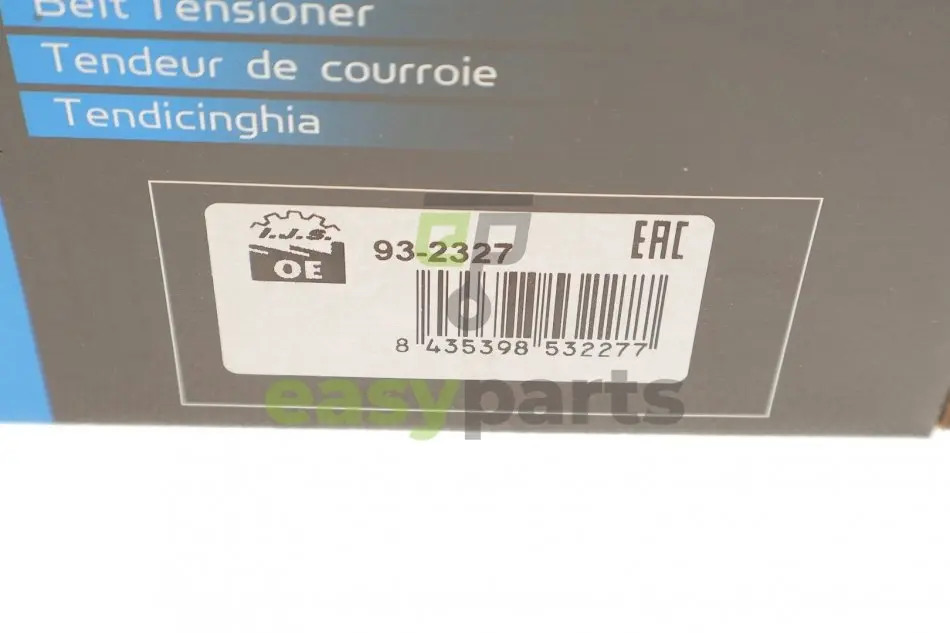 Belt Tensioner
Tendeur de courroie
Tendicinghia
I.J.S.
OE
93-2327
EAC
8 435398 532277
easyparts